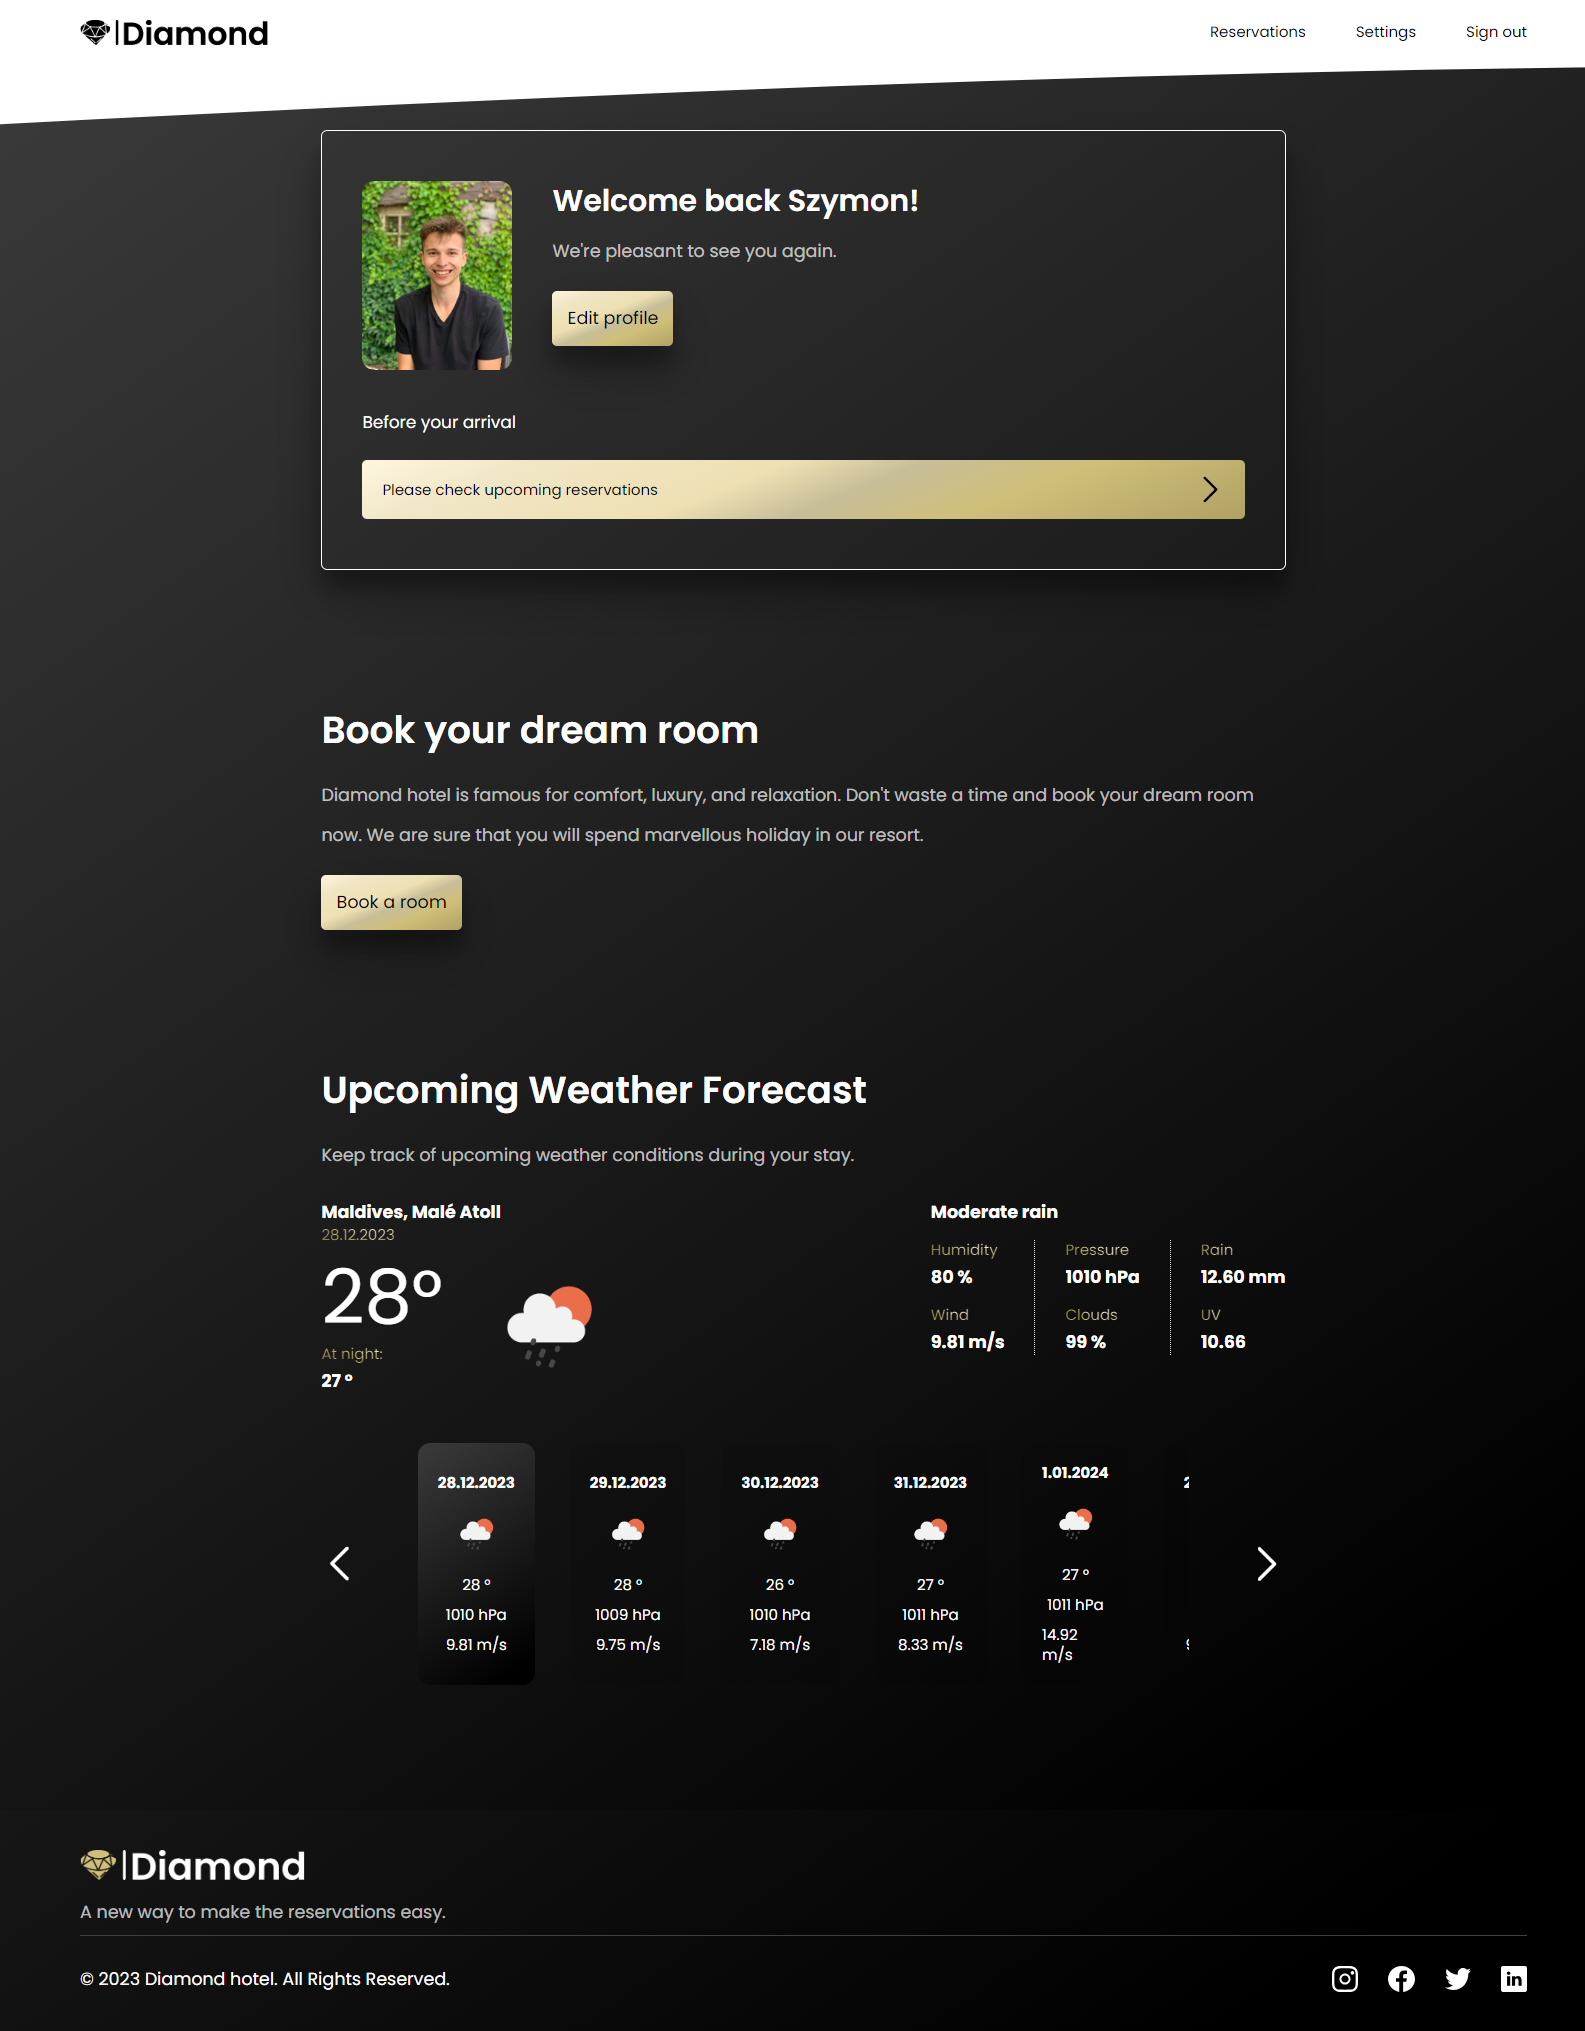 Diamond
Reservations
Settings
Sign out
Welcome back Szymon!
We're pleasant to see you again.
Edit profile
Before your arrival
Please check upcoming reservations
Book your dream room
Diamond hotel is famous for comfort, luxury, and relaxation. Don't waste a time and book your dream room
now. We are sure that you will spend marvellous holiday in our resort.
Book a room
Upcoming Weather Forecast
Keep track of upcoming weather conditions during your stay.
Maldives, Malé Atoll
28.12.2023
28°
At night:
27 °
Moderate rain
Humidity
80 %
Pressure
1010 hPa
Rain
12.60 mm
Wind
9.81 m/s
Clouds
99 %
UV
10.66
28.12.2023
28 °
1010 hPa
9.81 m/s
29.12.2023
28 °
1009 hPa
9.75 m/s
30.12.2023
26 °
1010 hPa
7.18 m/s
31.12.2023
27 °
1011 hPa
8.33 m/s
1.01.2024
27 °
1011 hPa
14.92
m/s
Diamond
A new way to make the reservations easy.
© 2023 Diamond hotel. All Rights Reserved.